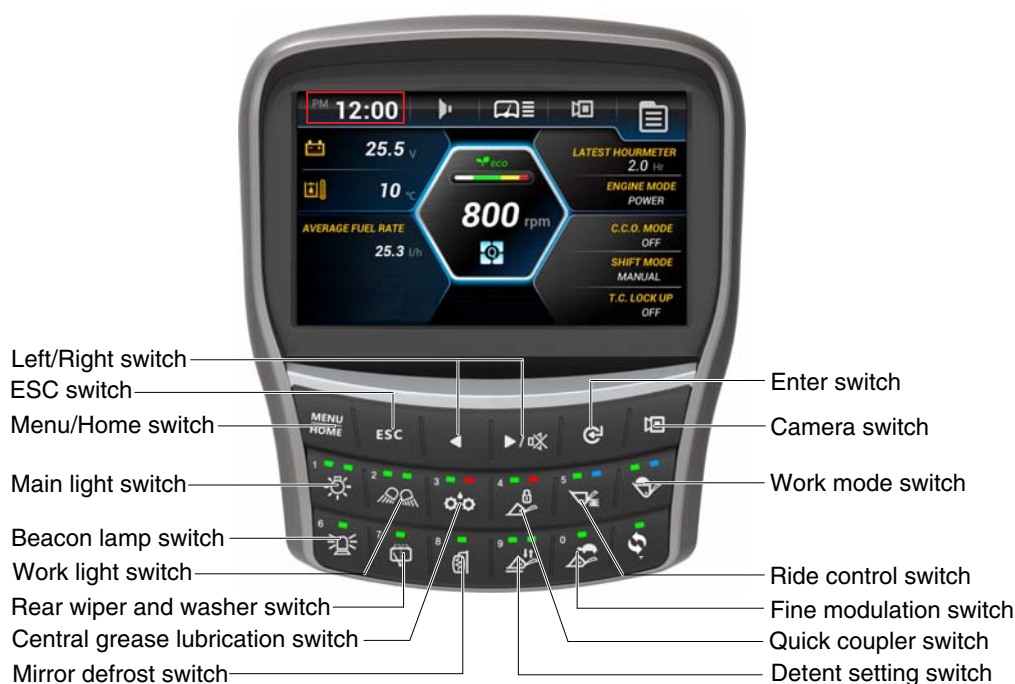 PM 12:00
25.5 V
10 °C
AVERAGE FUEL RATE
25.3 l/h
eco
800 rpm
Q
LATEST HOURMETER
2.0 Hr
ENGINE MODE
POWER
C.C.O. MODE
OFF
SHIFT MODE
MANUAL
T.C. LOCK UP
OFF
Left/Right switch
ESC switch
Menu/Home switch
Main light switch
Beacon lamp switch
Work light switch
Rear wiper and washer switch
Central grease lubrication switch
Mirror defrost switch
MENU
HOME
ESC
◀
▶/
1
2
3
4
5
6
7
8
9
0
Enter switch
Camera switch
Work mode switch
Ride control switch
Fine modulation switch
Quick coupler switch
Detent setting switch